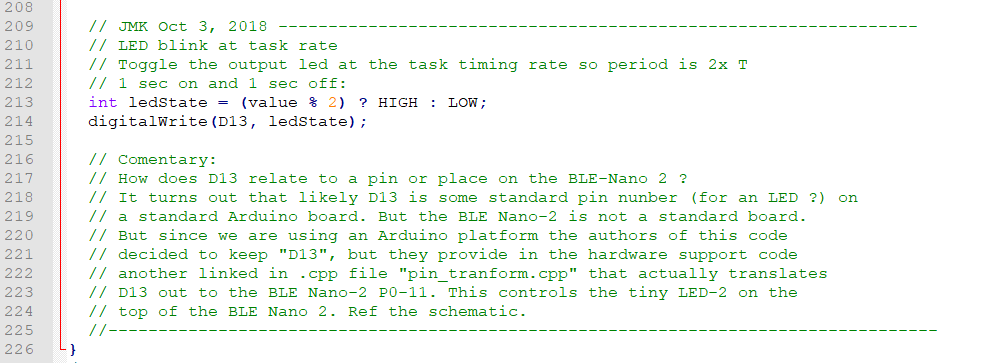 208
209 // JMK Oct 3, 2018 ----------------------------------------------------------------
210 // LED blink at task rate
211 // Toggle the output led at the task timing rate so period is 2x T
212 // 1 sec on and 1 sec off:
213 int ledState = (value % 2) ? HIGH : LOW;
214 digitalWrite(D13, ledState);
215
216 // Comentary:
217 // How does D13 relate to a pin or place on the BLE-Nano 2 ?
218 // It turns out that likely D13 is some standard pin nunber (for an LED ?) on
219 // a standard Arduino board. But the BLE Nano-2 is not a standard board.
220 // But since we are using an Arduino platform the authors of this code
221 // decided to keep "D13", but they provide in the hardware support code
222 // another linked in .cpp file "pin_tranform.cpp" that actually translates
223 // D13 out to the BLE Nano-2 P0-11. This controls the tiny LED-2 on the
224 // top of the BLE Nano 2. Ref the schematic.
225 //-----------------------------------------------------------------------------------
226 }